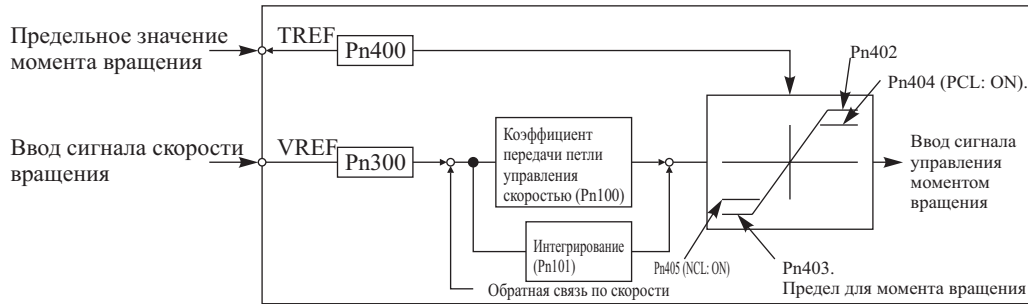 Предельное значение
момента вращения
TREF
Pn400
Pn402
Pn404 (PCL: ON).
Ввод сигнала скорости
вращения
VREF
Pn300
Коэффициент
передачи петли
управления
скоростью (Pn100)
Ввод сигнала
управления
моментом
вращения
Интегрирование
(Pn101)
Pn405 (NCL: ON)
Pn403.
Предел для момента вращения
Обратная связь по скорости